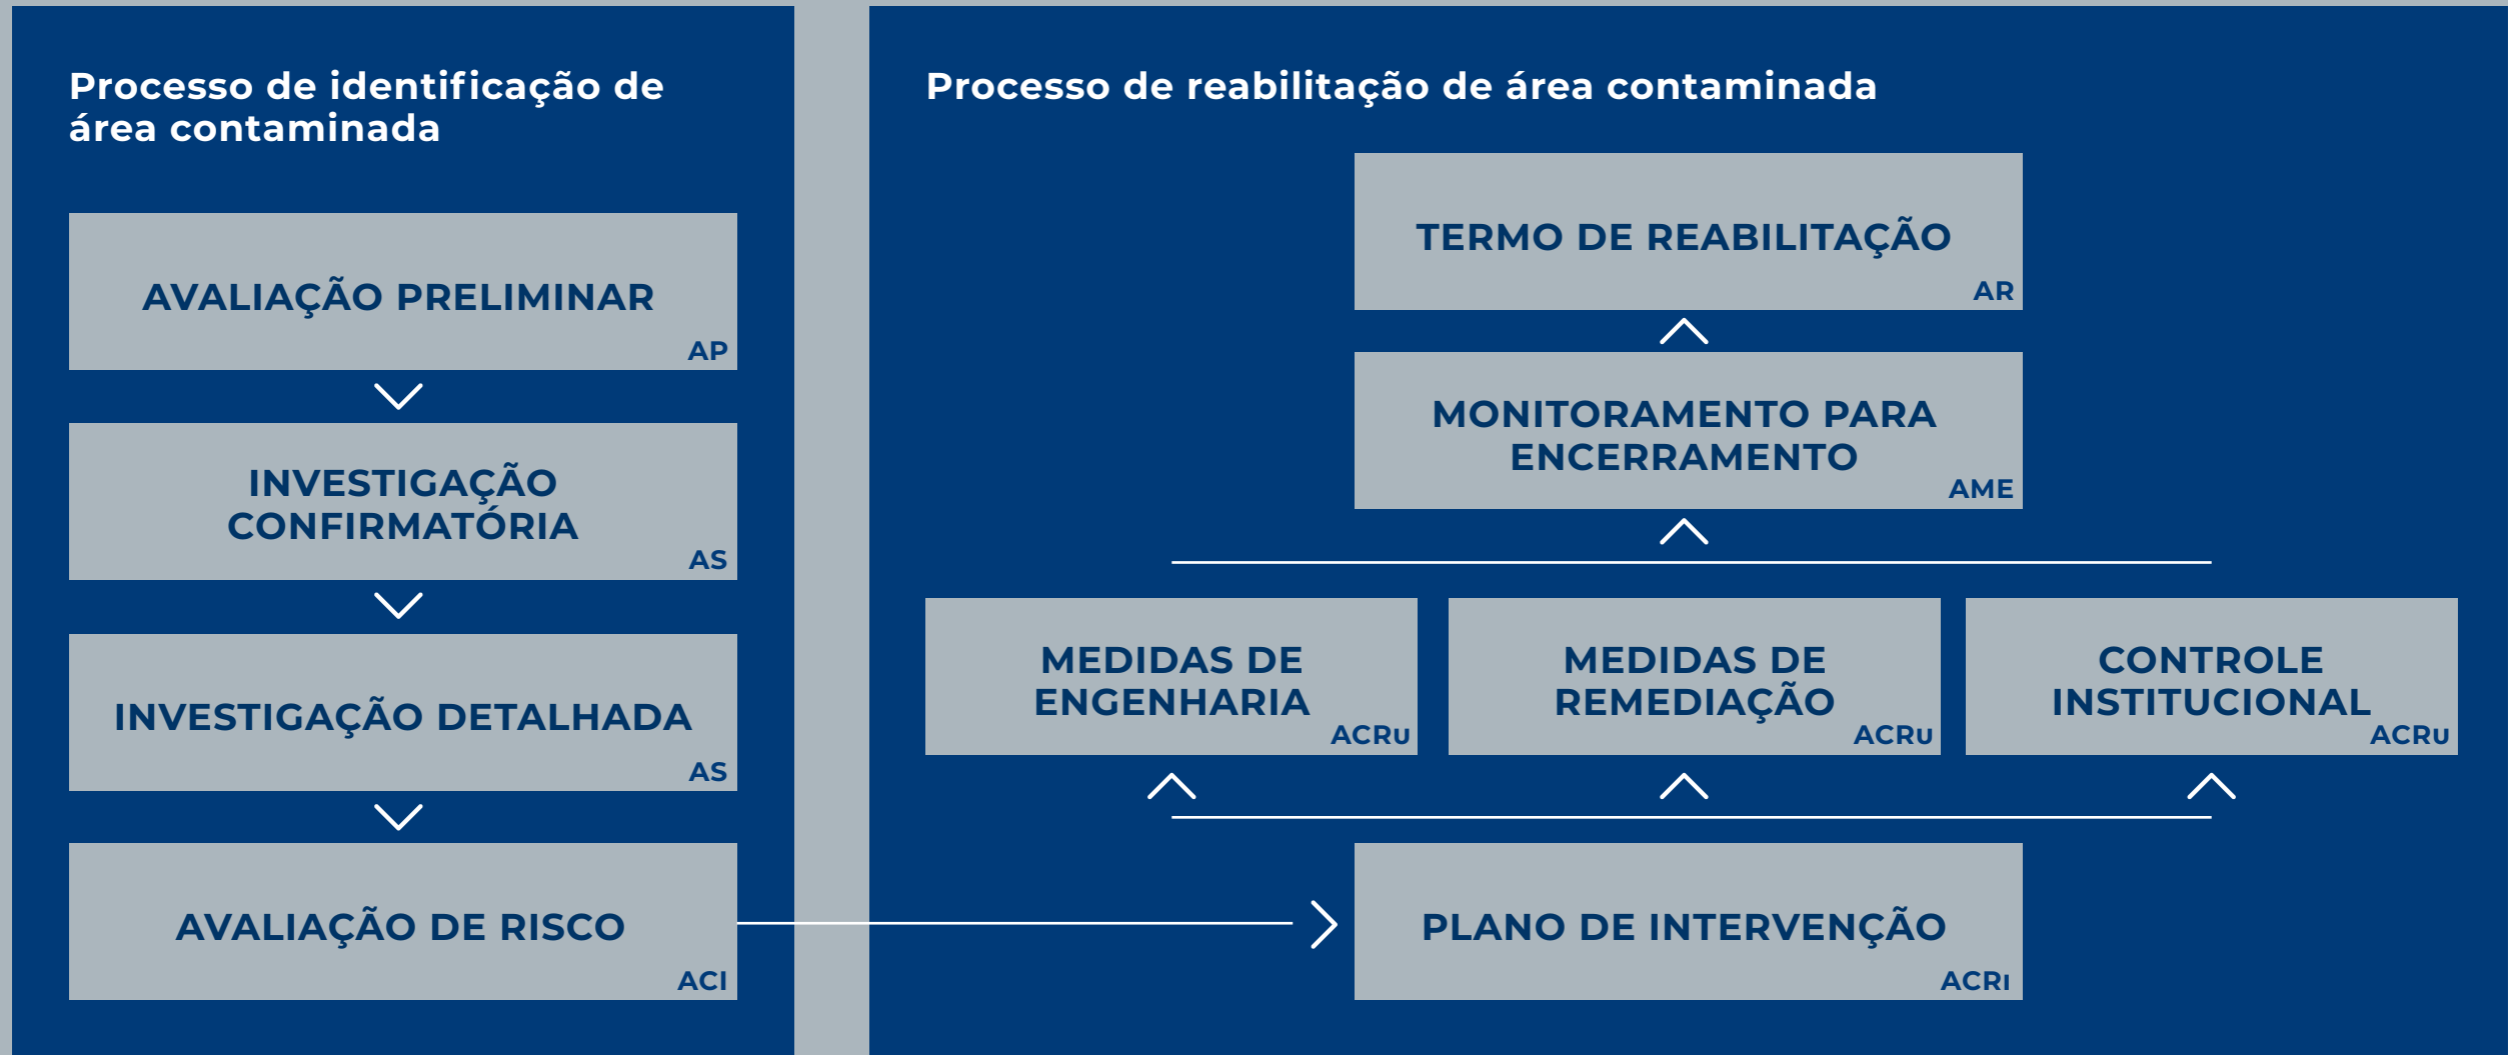 Processo de identificação de
área contaminada
AVALIAÇÃO PRELIMINAR
AP
INVESTIGAÇÃO
CONFIRMATÓRIA
AS
INVESTIGAÇÃO DETALHADA
AS
AVALIAÇÃO DE RISCO
ACI
Processo de reabilitação de área contaminada
TERMO DE REABILITAÇÃO
AR
MONITORAMENTO PARA
ENCERRAMENTO
AME
MEDIDAS DE
ENGENHARIA
ACRU
MEDIDAS DE
REMEDIAÇÃO
ACRU
CONTROLE
INSTITUCIONAL
ACRU
PLANO DE INTERVENÇÃO
ACRI